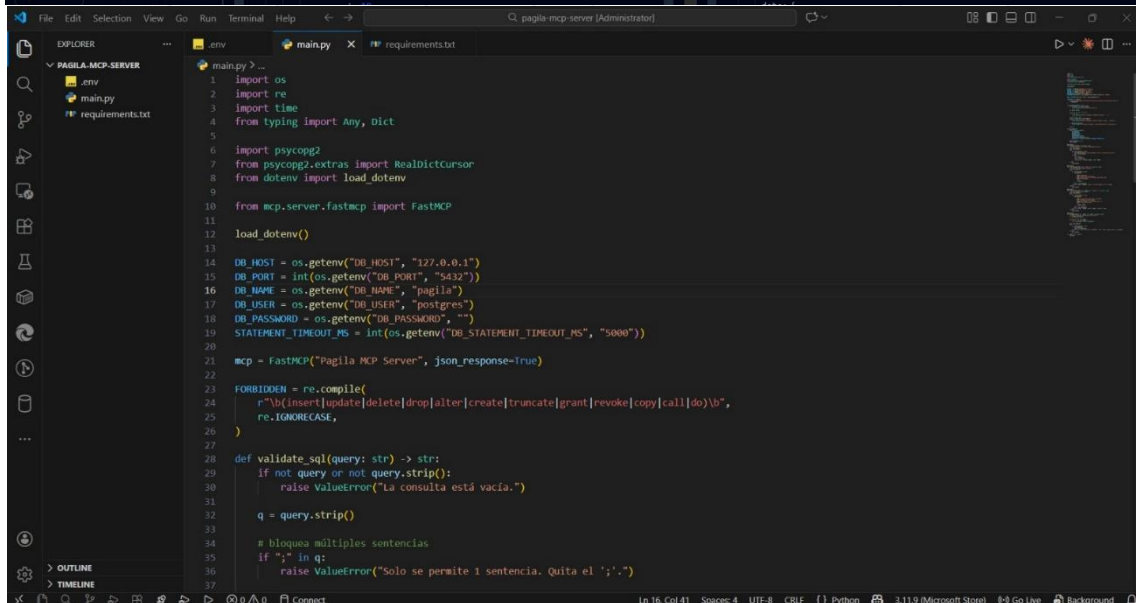 File Edit Selection View Go Run Terminal Help
pagila-mcp-server [Administrator]
EXPLORER
PAGILA-MCP-SERVER
.env
main.py
requirements.txt
.env
main.py
requirements.txt
main.py > ...
1 import os
2 import re
3 import time
4 from typing import Any, Dict
5
6 import psycopg2
7 from psycopg2.extras import RealDictCursor
8 from dotenv import load_dotenv
9
10 from mcp.server.fastmcp import FastMCP
11
12 load_dotenv()
13
14 DB_HOST = os.getenv("DB_HOST", "127.0.0.1")
15 DB_PORT = int(os.getenv("DB_PORT", "5432"))
16 DB_NAME = os.getenv("DB_NAME", "pagila")
17 DB_USER = os.getenv("DB_USER", "postgres")
18 DB_PASSWORD = os.getenv("DB_PASSWORD", "")
19 STATEMENT_TIMEOUT_MS = int(os.getenv("DB_STATEMENT_TIMEOUT_MS", "5000"))
20
21 mcp = FastMCP("Pagila MCP Server", json_response=True)
22
23 FORBIDDEN = re.compile(
24 r"\b(insert|update|delete|drop|alter|create|truncate|grant|revoke|copy|call|do)\b",
25 re.IGNORECASE,
26 )
27
28 def validate_sql(query: str) -> str:
29 if not query or not query.strip():
30 raise ValueError("La consulta está vacía.")
31
32 q = query.strip()
33
34 # bloquea múltiples sentencias
35 if ";" in q:
36 raise ValueError("Solo se permite 1 sentencia. Quita el ';'.")
37
OUTLINE
TIMELINE
0 0 0 Connect Ln 16, Col 41 Spaces: 4 UTF-8 CRLF {} Python 3.11.9 (Microsoft Store) Go Live Background